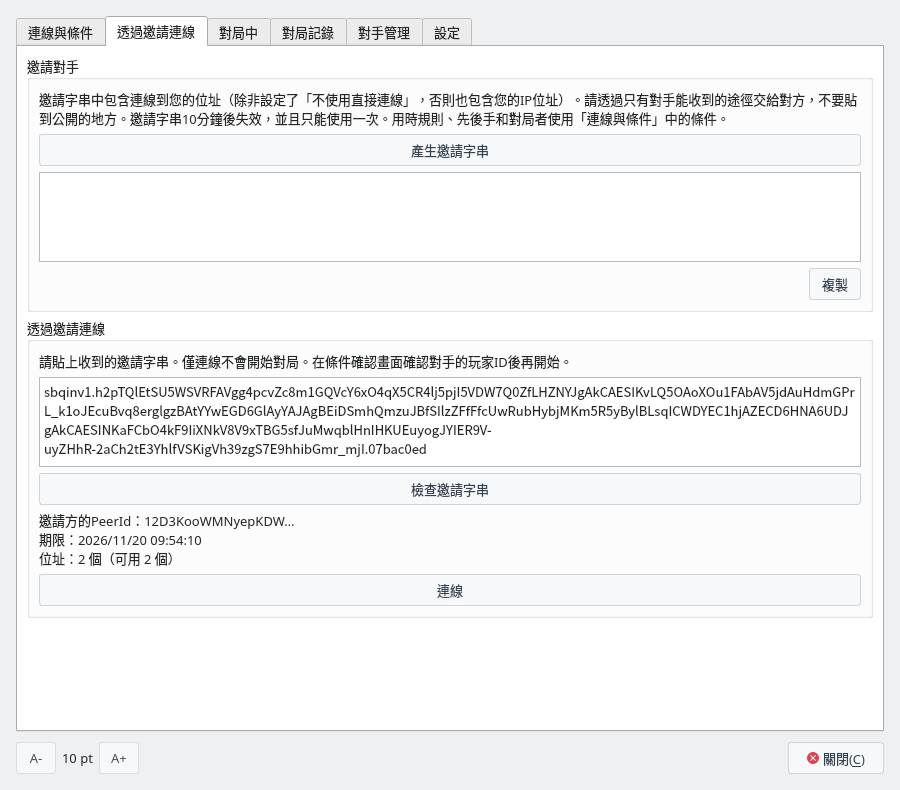 連線與條件
透過邀請連線
對局中
對局記錄
對手管理
設定
邀請對手
邀請字串中包含連線到您的位址（除非設定了「不使用直接連線」，否則也包含您的IP位址）。請透過只有對手能收到的途徑交給對方，不要貼
到公開的地方。邀請字串10分鐘後失效，並且只能使用一次。用時規則、先後手和對局者使用「連線與條件」中的條件。
產生邀請字串
複製
透過邀請連線
請貼上收到的邀請字串。僅連線不會開始對局。在條件確認畫面確認對手的玩家ID後再開始。
sbqinv1.h2pTQlEtSU5WSVRFAVgg4pcvZc8m1GQVcY6xO4qX5CR4lj5pjI5VDW7Q0ZfLHZNYJgAkCAESIKvLQ5OAoXOu1FAbAV5jdAuHdmGPr
L_k1oJEcuBvq8erglgzBAtYYwEGD6GlAyYAJAgBEiDSmhQmzuJBfSIlzZFfFfcUwRubHybjMKm5R5yBylBLsqICWDYEC1hjAZECD6HNA6UDJ
gAkCAESINKaFCbO4kF9IiXNkV8V9xTBG5sfJuMwqblHnIHKUEuyogJYIER9V-
uyZHhR-2aCh2tE3YhlfVSKigVh39zgS7E9hhibGmr_mjI.07bac0ed
檢查邀請字串
邀請方的PeerId：12D3KooWMNyepKDW...
期限：2026/11/20 09:54:10
位址：2 個（可用 2 個）
連線
A-
10 pt
A+
關閉(C)